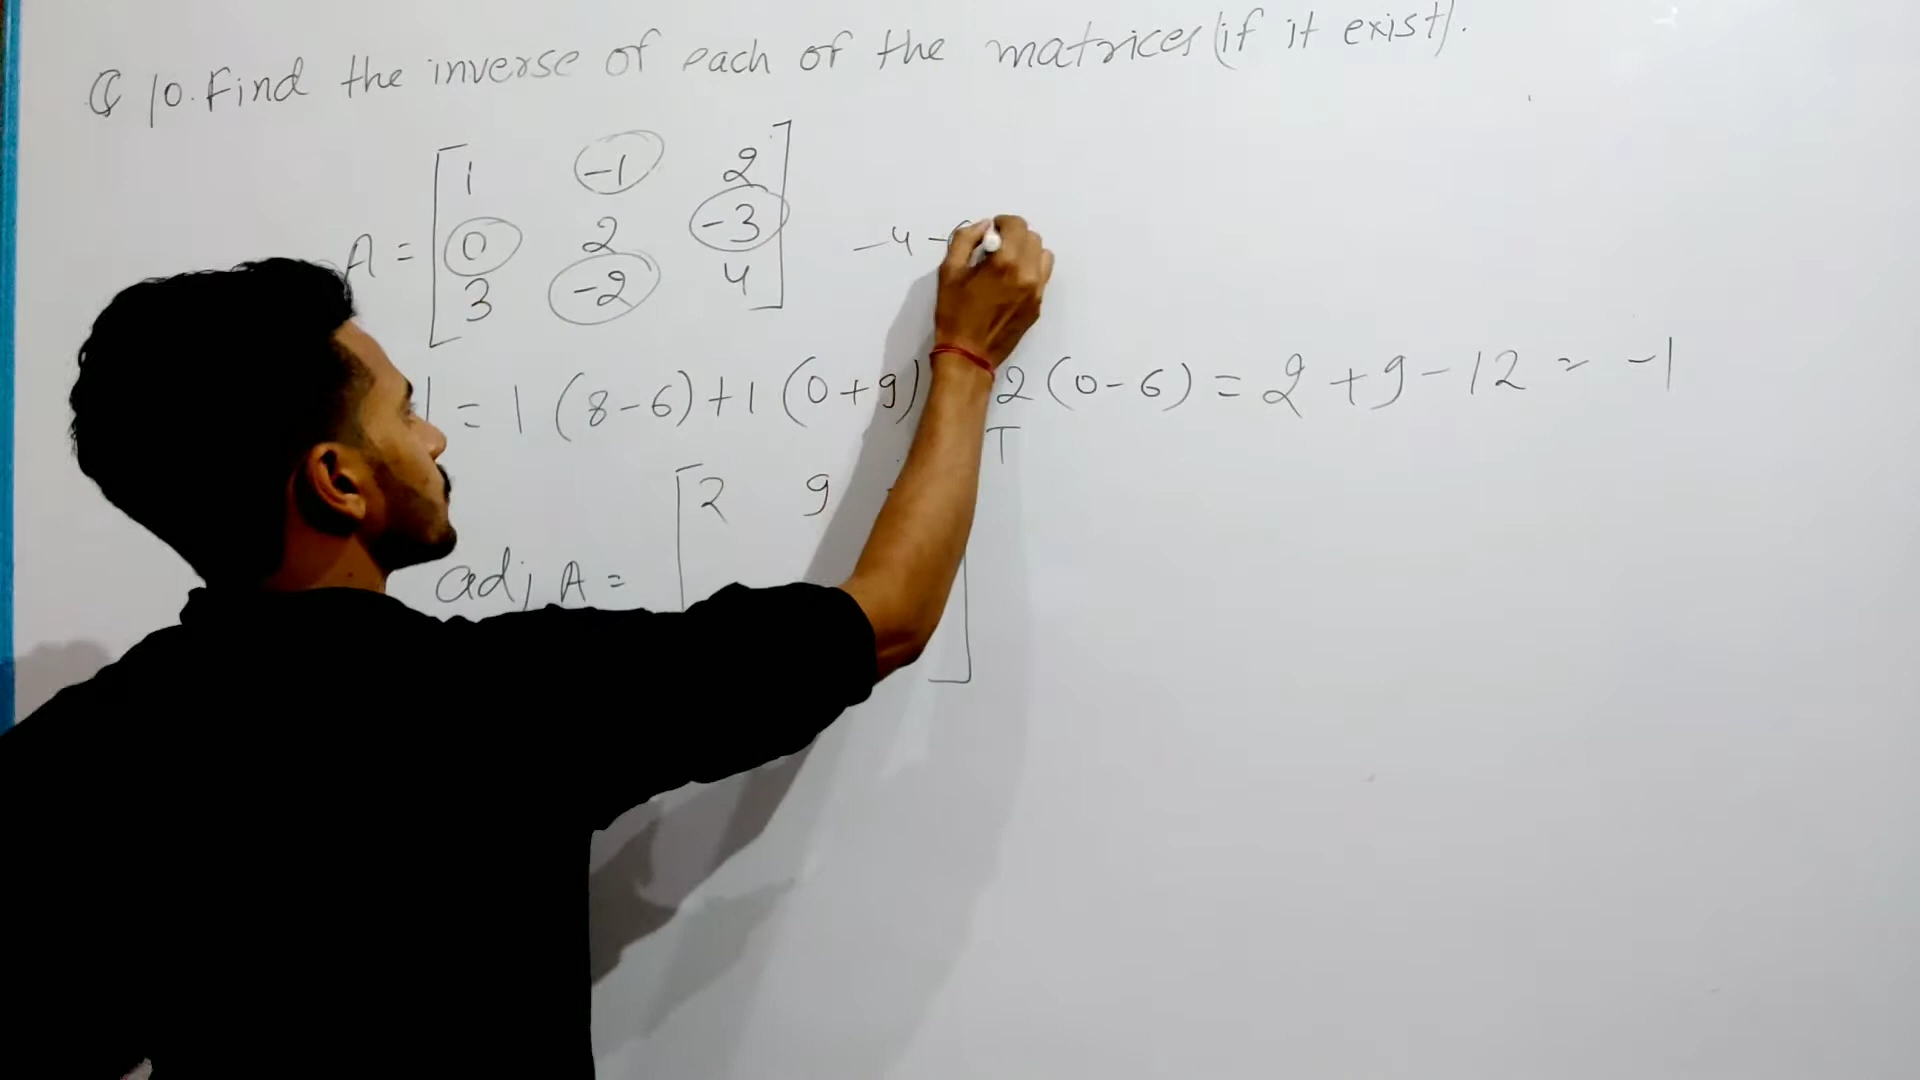 Q 10. Find the inverse of each of the matrices (if it exist).
1 -1 2
A = 0 2 -3
3 -2 4
-4 -
| = 1 (8-6) + 1 (0+9) 2 (0-6) = 2 + 9 - 12 = -1
T
2 9
adj A =